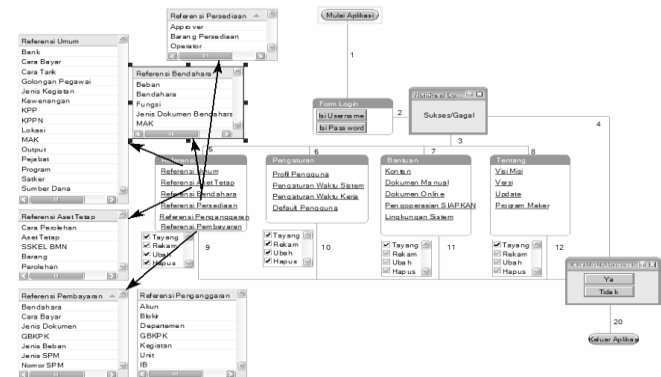 Mulai Aplikasi
Referensi Persediaan
Approver
Barang Persediaan
Operator
Referensi Umum
Bank
Cara Bayar
Cara Tarik
Golongan Pegawai
Jenis Kegiatan
Kewenangan
KPP
KPPN
Lokasi
MAK
Output
Pejabat
Program
Satker
Sumber Dana
Referensi Bendahara
Beban
Bendahara
Fungsi
Jenis Dokumen Bendahara
MAK
1
Form Login
Isi Username
Isi Password
2
Sukses/Gagal
3
4
5
6
7
8
Referensi
Referensi Umum
Referensi Aset Tetap
Referensi Bendahara
Referensi Persediaan
Referensi Penganggaran
Referensi Pembayaran
Tayang
Rekam
Ubah
Hapus
9
Pengaturan
Profil Pengguna
Pengaturan Waktu Sistem
Pengaturan Waktu Kerja
Default Pengguna
Tayang
Rekam
Ubah
Hapus
10
Bantuan
Konten
Dokumen Manual
Dokumen Online
Pengoperasian SIAPKAN
Lingkungan Sistem
Tayang
Rekam
Ubah
Hapus
11
Tentang
Visi Misi
Versi
Update
Program Maker
Tayang
Rekam
Ubah
Hapus
12
Ya
Tidak
20
Keluar Aplikasi
Referensi Aset Tetap
Cara Perolehan
Aset Tetap
SSKEL BMN
Barang
Perolehan
Referensi Pembayaran
Bendahara
Cara Bayar
Jenis Dokumen
GBKPK
Jenis Beban
Jenis SPM
Nomor SPM
Referensi Penganggaran
Akun
Blokir
Departemen
GBKPK
Kegiatan
Unit
IB